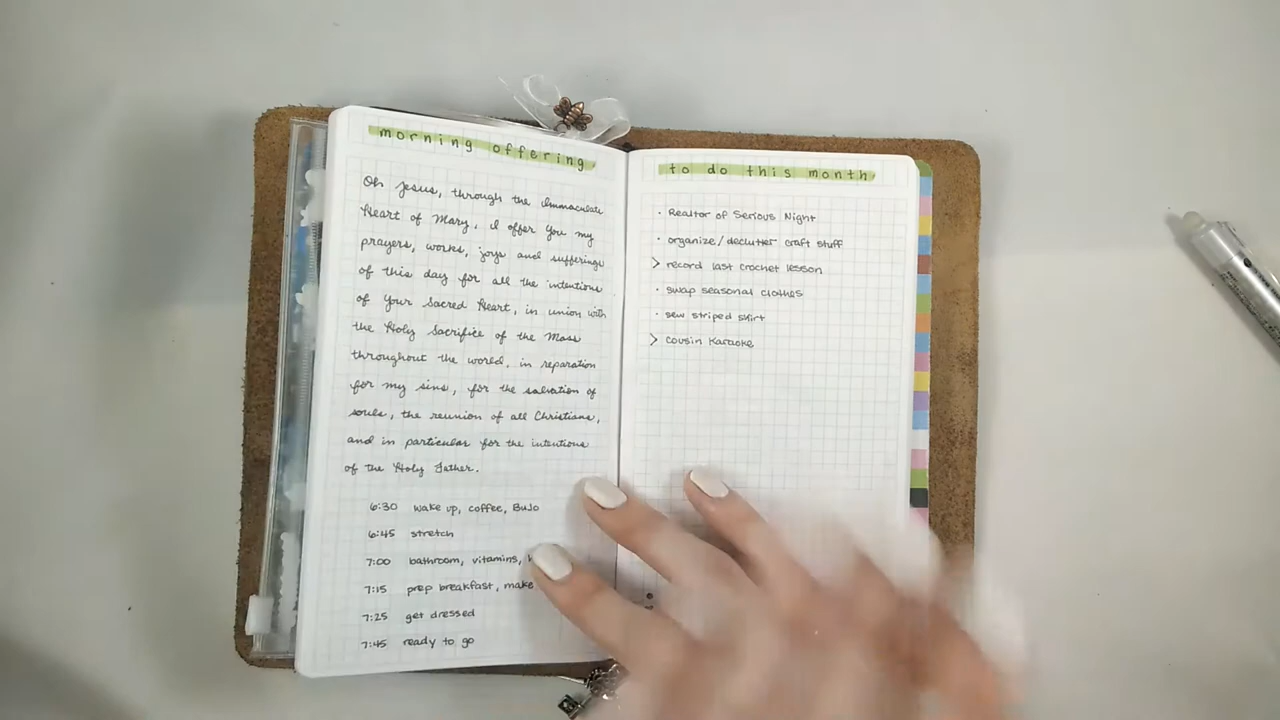 morning offering
Oh Jesus, through the Immaculate
Heart of Mary, I offer You my
prayers, works, joys and sufferings
of this day for all the intentions
of Your Sacred Heart, in union with
the Holy Sacrifice of the Mass
throughout the world, in reparation
for my sins, for the salvation of
souls, the reunion of all Christians,
and in particular for the intentions
of the Holy Father.
6:30 wake up, coffee, BuJo
6:45 stretch
7:00 bathroom, vitamins,
7:15 prep breakfast, make
7:25 get dressed
7:45 ready to go
to do this month
· Realtor of Serious Night
· organize/declutter craft stuff
> record last crochet lesson
· swap seasonal clothes
· sew striped shirt
> cousin Karaoke